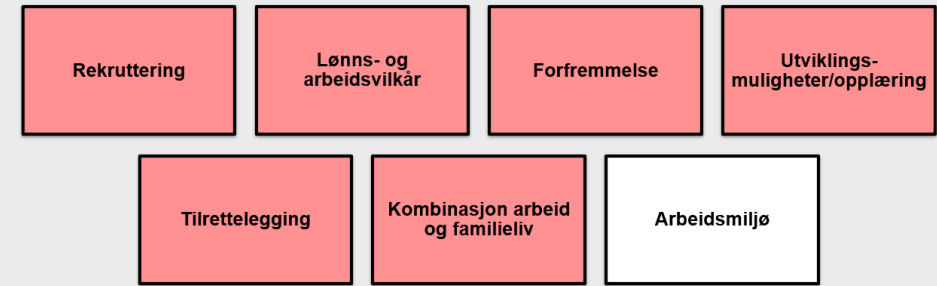 Rekruttering
Lønns- og
arbeidsvilkår
Forfremmelse
Utviklings-
muligheter/opplæring
Tilrettelegging
Kombinasjon arbeid
og familieliv
Arbeidsmiljø